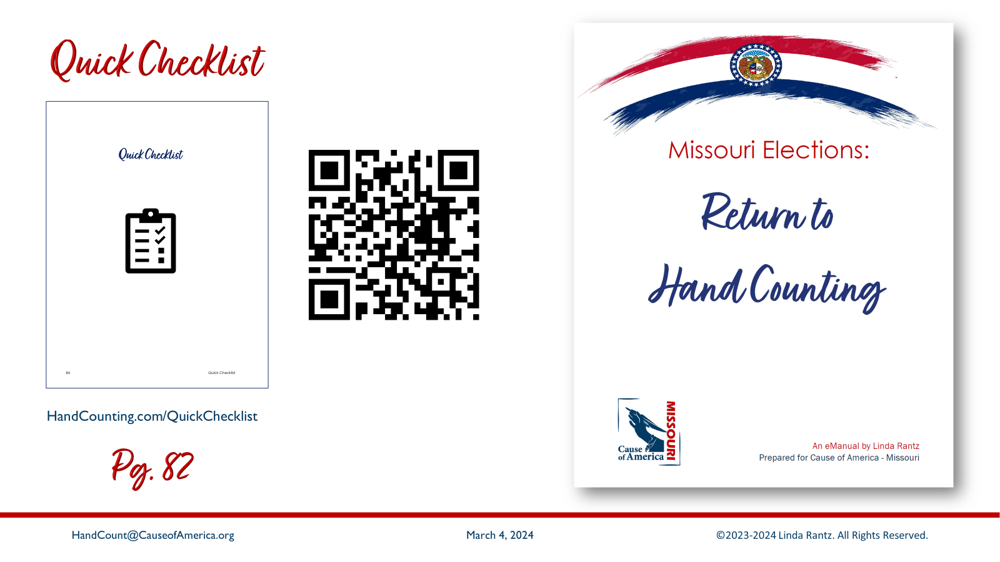 Quick Checklist
Quick Checklist
84
Quick Checklist
HandCounting.com/QuickChecklist
Pg. 82
Missouri Elections:
Return to
Hand Counting
Cause
of America
MISSOURI
An eManual by Linda Rantz
Prepared for Cause of America - Missouri
HandCount@CauseofAmerica.org
March 4, 2024
©2023-2024 Linda Rantz. All Rights Reserved.